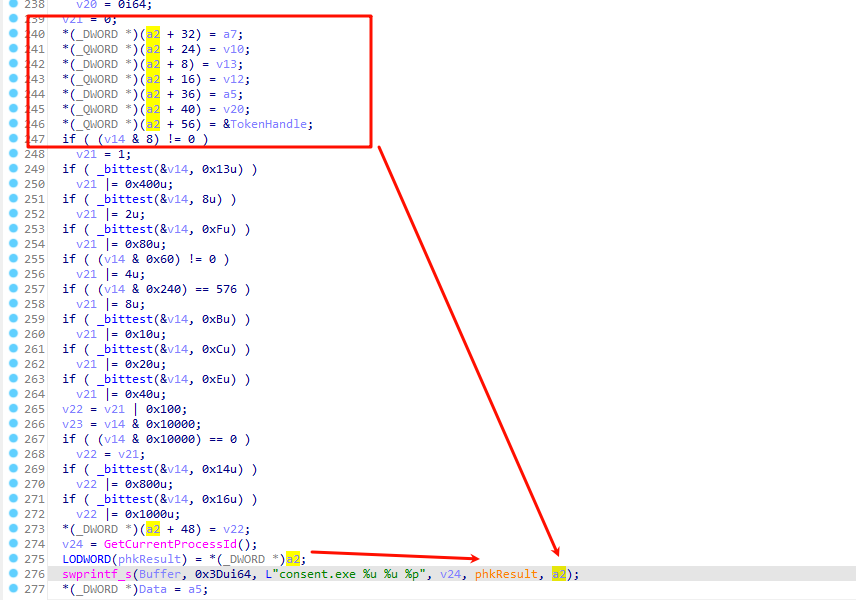 238 v20 = 0i64;
239 v21 = 0;
240 *(_DWORD *)(a2 + 32) = a7;
241 *(_QWORD *)(a2 + 24) = v10;
242 *(_DWORD *)(a2 + 8) = v13;
243 *(_QWORD *)(a2 + 16) = v12;
244 *(_DWORD *)(a2 + 36) = a5;
245 *(_QWORD *)(a2 + 40) = v20;
246 *(_QWORD *)(a2 + 56) = &TokenHandle;
247 if ( (v14 & 8) != 0 )
248 v21 = 1;
249 if ( _bittest(&v14, 0x13u) )
250 v21 |= 0x400u;
251 if ( _bittest(&v14, 8u) )
252 v21 |= 2u;
253 if ( _bittest(&v14, 0xFu) )
254 v21 |= 0x80u;
255 if ( (v14 & 0x60) != 0 )
256 v21 |= 4u;
257 if ( (v14 & 0x240) == 576 )
258 v21 |= 8u;
259 if ( _bittest(&v14, 0xBu) )
260 v21 |= 0x10u;
261 if ( _bittest(&v14, 0xCu) )
262 v21 |= 0x20u;
263 if ( _bittest(&v14, 0xEu) )
264 v21 |= 0x40u;
265 v22 = v21 | 0x100;
266 v23 = v14 & 0x10000;
267 if ( (v14 & 0x10000) == 0 )
268 v22 = v21;
269 if ( _bittest(&v14, 0x14u) )
270 v22 |= 0x800u;
271 if ( _bittest(&v14, 0x16u) )
272 v22 |= 0x1000u;
273 *(_DWORD *)(a2 + 48) = v22;
274 v24 = GetCurrentProcessId();
275 LODWORD(phkResult) = *(_DWORD *)a2;
276 swprintf_s(Buffer, 0x3Dui64, L"consent.exe %u %u %p", v24, phkResult, a2);
277 *(_DWORD *)Data = a5;